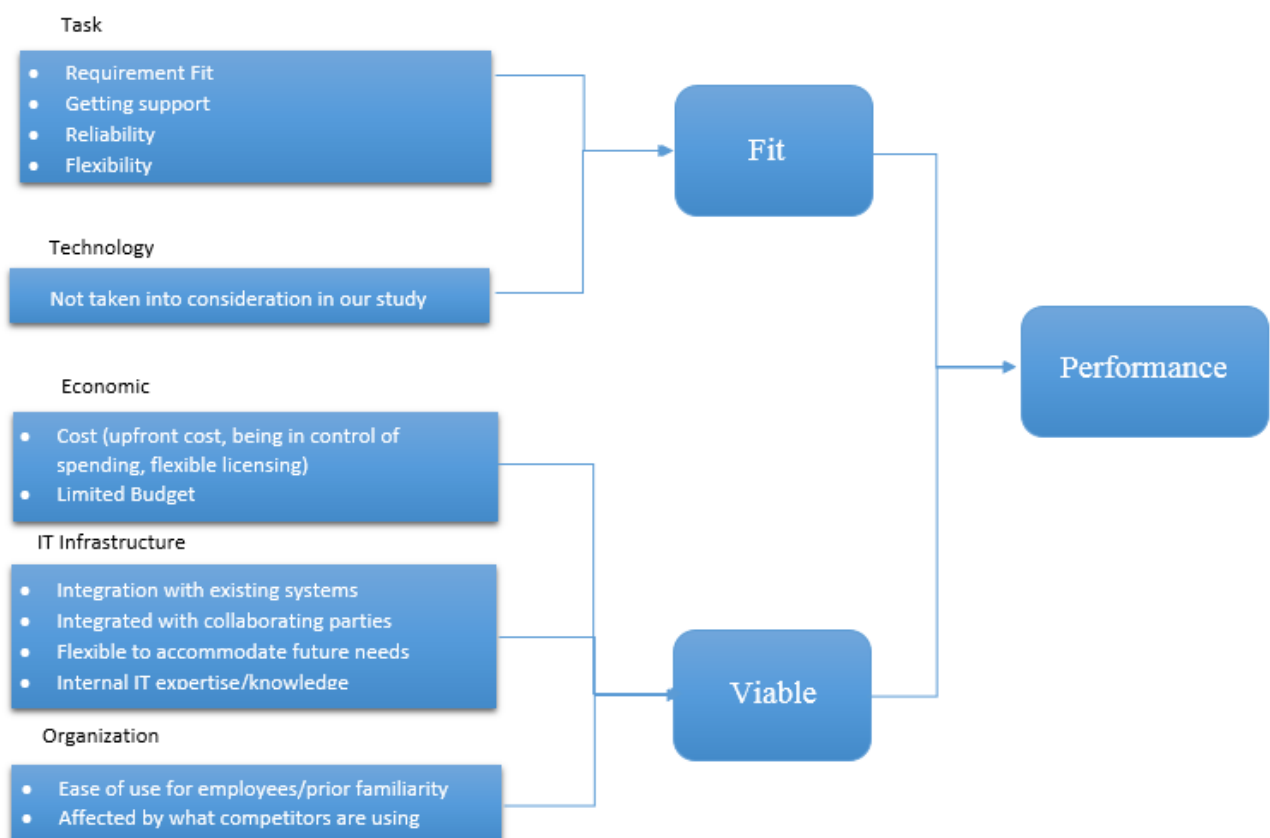 Task
• Requirement Fit
• Getting support
• Reliability
• Flexibility
Fit
Technology
Not taken into consideration in our study
Performance
Economic
• Cost (upfront cost, being in control of
spending, flexible licensing)
• Limited Budget
IT Infrastructure
• Integration with existing systems
• Integrated with collaborating parties
• Flexible to accommodate future needs
• Internal IT expertise/knowledge
Viable
Organization
• Ease of use for employees/prior familiarity
• Affected by what competitors are using